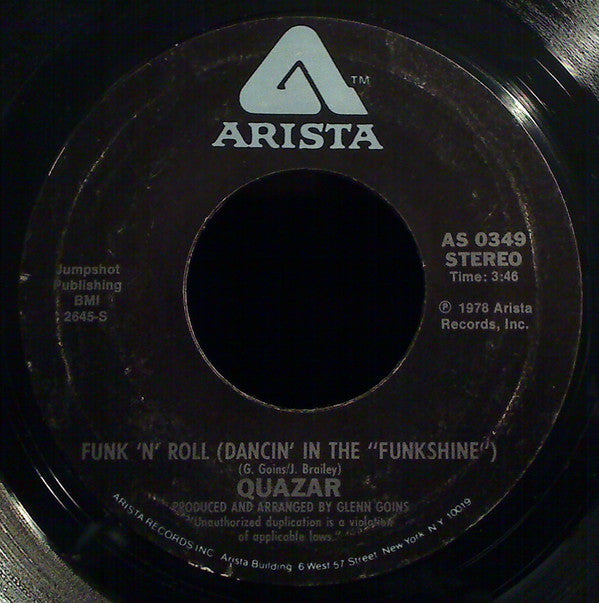 TM
ARISTA
AS 0349
STEREO
Time: 3:46
℗ 1978 Arista
Records, Inc.
Jumpshot
Publishing
BMI
2645-S
FUNK 'N' ROLL (DANCIN' IN THE "FUNKSHINE")
(G. Goins/J. Brailey)
QUAZAR
PRODUCED AND ARRANGED BY GLENN GOINS
"Unauthorized duplication is a violation
of applicable laws."
ARISTA RECORDS INC. Arista Building 6 West 57 Street New York, N.Y. 10019